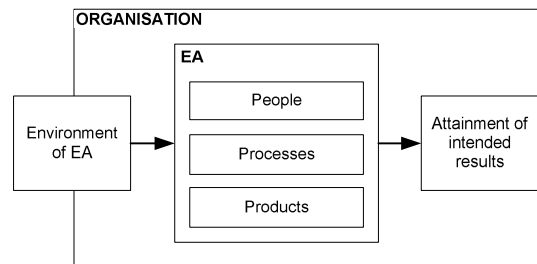 ORGANISATION
EA
People
Processes
Products
Environment
of EA
Attainment of
intended
results